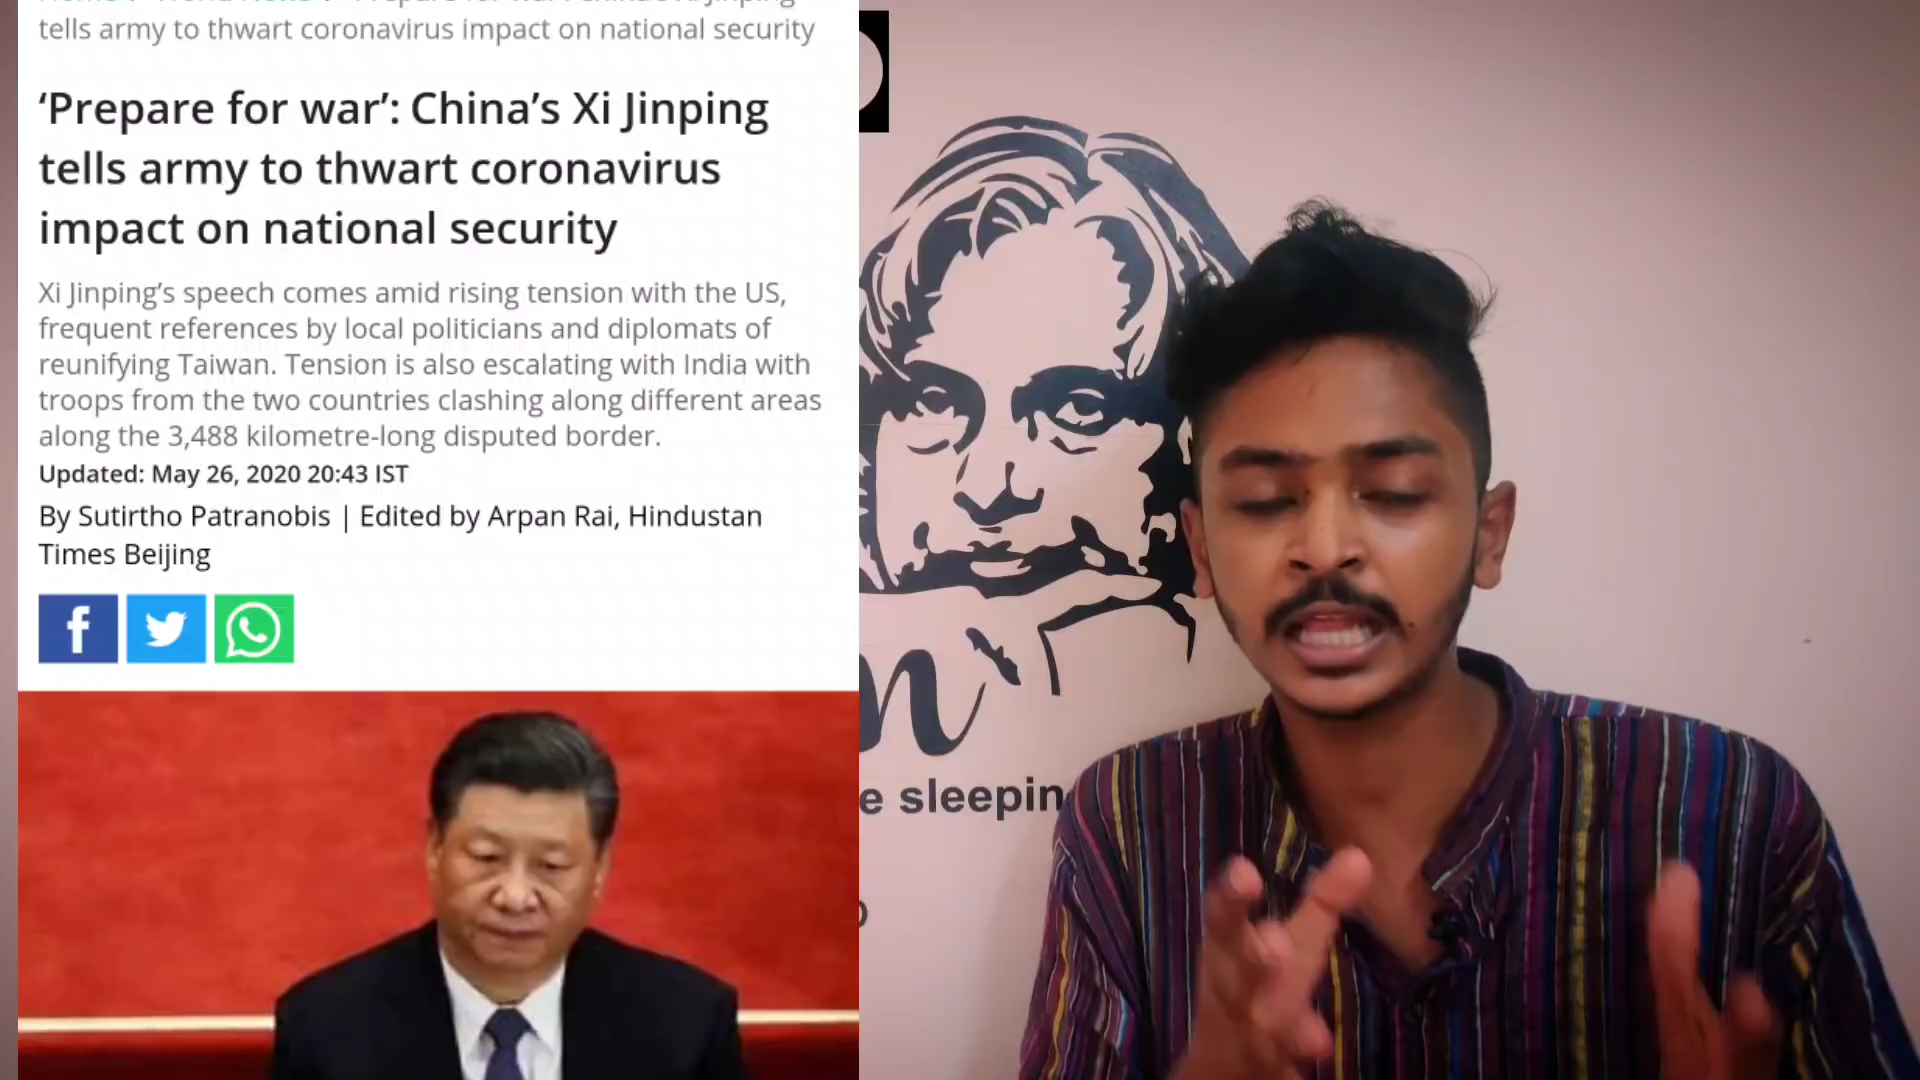 tells army to thwart coronavirus impact on national security
‘Prepare for war’: China’s Xi Jinping
tells army to thwart coronavirus
impact on national security
Xi Jinping’s speech comes amid rising tension with the US,
frequent references by local politicians and diplomats of
reunifying Taiwan. Tension is also escalating with India with
troops from the two countries clashing along different areas
along the 3,488 kilometre-long disputed border.
Updated: May 26, 2020 20:43 IST
By Sutirtho Patranobis | Edited by Arpan Rai, Hindustan
Times Beijing
e sleepin